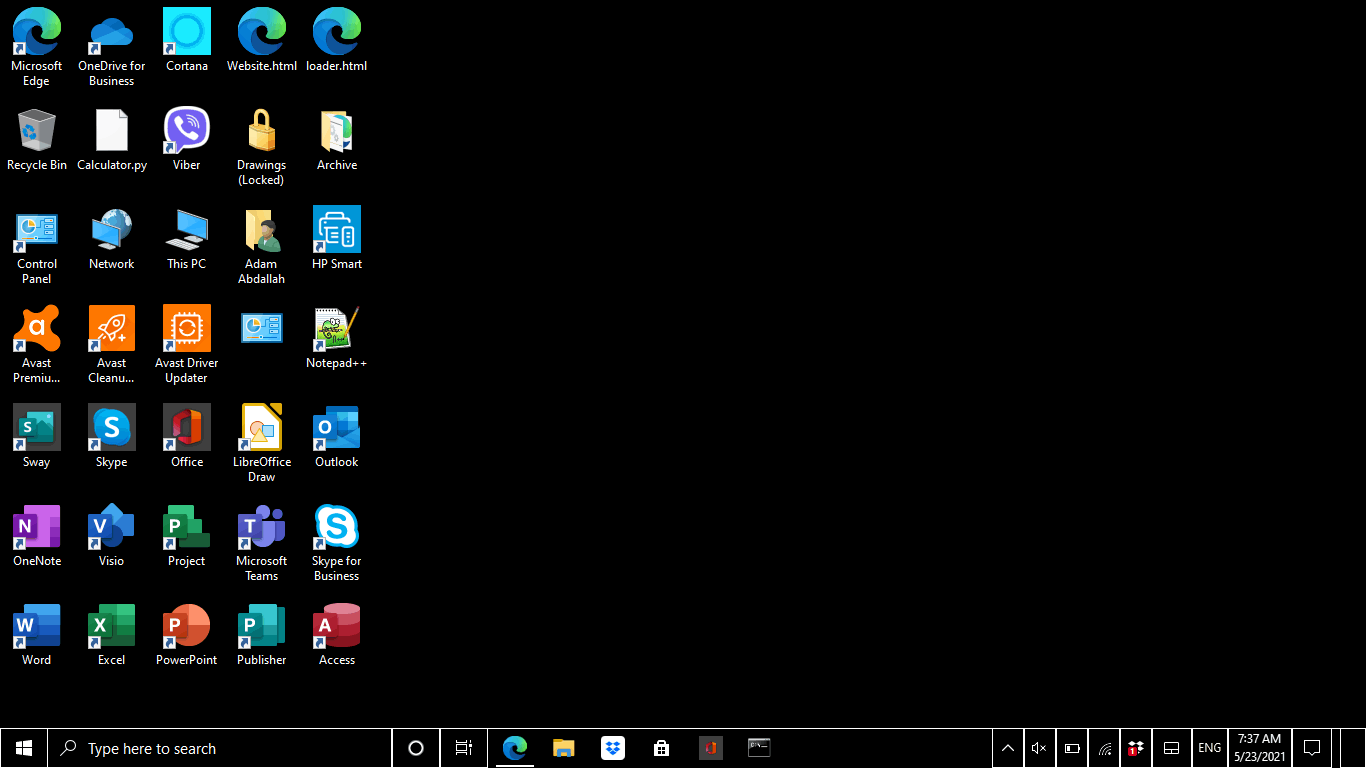 Microsoft
Edge
OneDrive for
Business
Cortana
Website.html
loader.html
Recycle Bin
Calculator.py
Viber
Drawings
(Locked)
Archive
Control
Panel
Network
This PC
Adam
Abdallah
HP Smart
a
Avast
Premiu...
Avast
Cleanu...
Avast Driver
Updater
Notepad++
S
Sway
S
Skype
Office
LibreOffice
Draw
O
Outlook
N
OneNote
V
Visio
P
Project
T
Microsoft
Teams
S
Skype for
Business
W
Word
X
Excel
P
PowerPoint
P
Publisher
A
Access
Type here to search
1
ENG
7:37 AM
5/23/2021